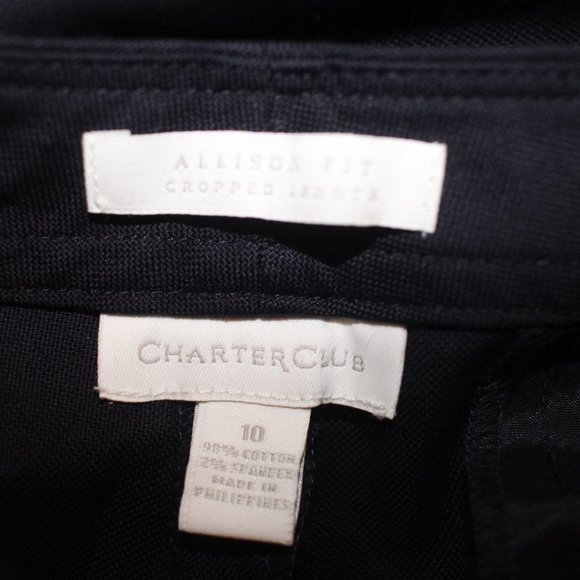 ALLISON FIT
CROPPED LENGTH
CHARTER CLUB
10
98% COTTON
2% SPANDEX
MADE IN
PHILIPPINES